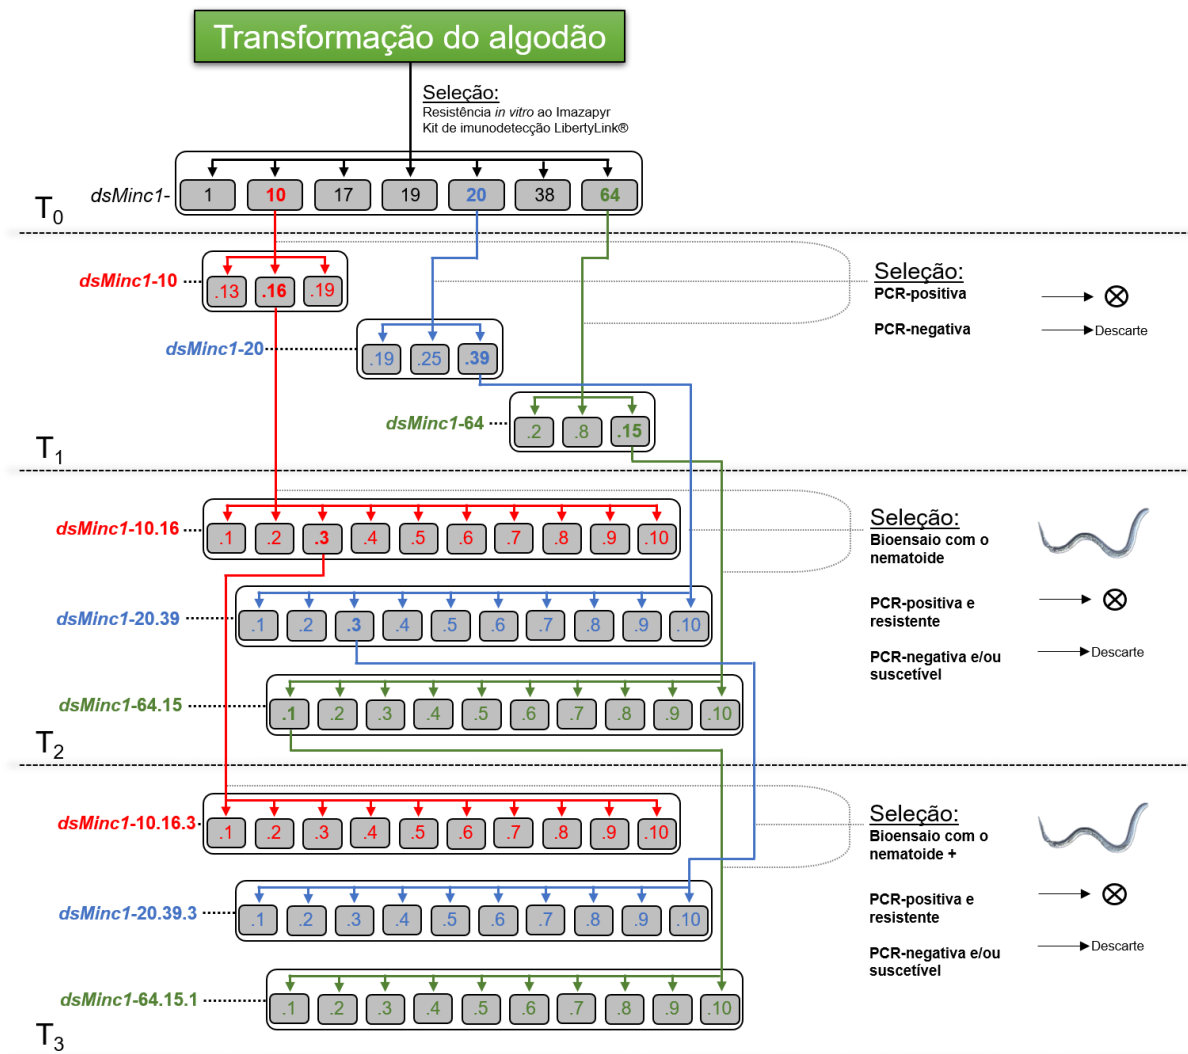 Transformação do algodão
Seleção:
Resistência in vitro ao Imazapyr
Kit de imunodetecção LibertyLink®
dsMinc1- 1 10 17 19 20 38 64
T0
dsMinc1-10 .13 .16 .19
Seleção:
PCR-positiva
PCR-negativa Descarte
dsMinc1-20 .19 .25 .39
dsMinc1-64 .2 .8 .15
T1
dsMinc1-10.16 .1 .2 .3 .4 .5 .6 .7 .8 .9 .10
Seleção:
Bioensaio com o
nematoide
dsMinc1-20.39 .1 .2 .3 .4 .5 .6 .7 .8 .9 .10
PCR-positiva e
resistente
PCR-negativa e/ou Descarte
suscetível
dsMinc1-64.15 .1 .2 .3 .4 .5 .6 .7 .8 .9 .10
T2
dsMinc1-10.16.3 .1 .2 .3 .4 .5 .6 .7 .8 .9 .10
Seleção:
Bioensaio com o
nematoide +
dsMinc1-20.39.3 .1 .2 .3 .4 .5 .6 .7 .8 .9 .10
PCR-positiva e
resistente
PCR-negativa e/ou Descarte
suscetível
dsMinc1-64.15.1 .1 .2 .3 .4 .5 .6 .7 .8 .9 .10
T3